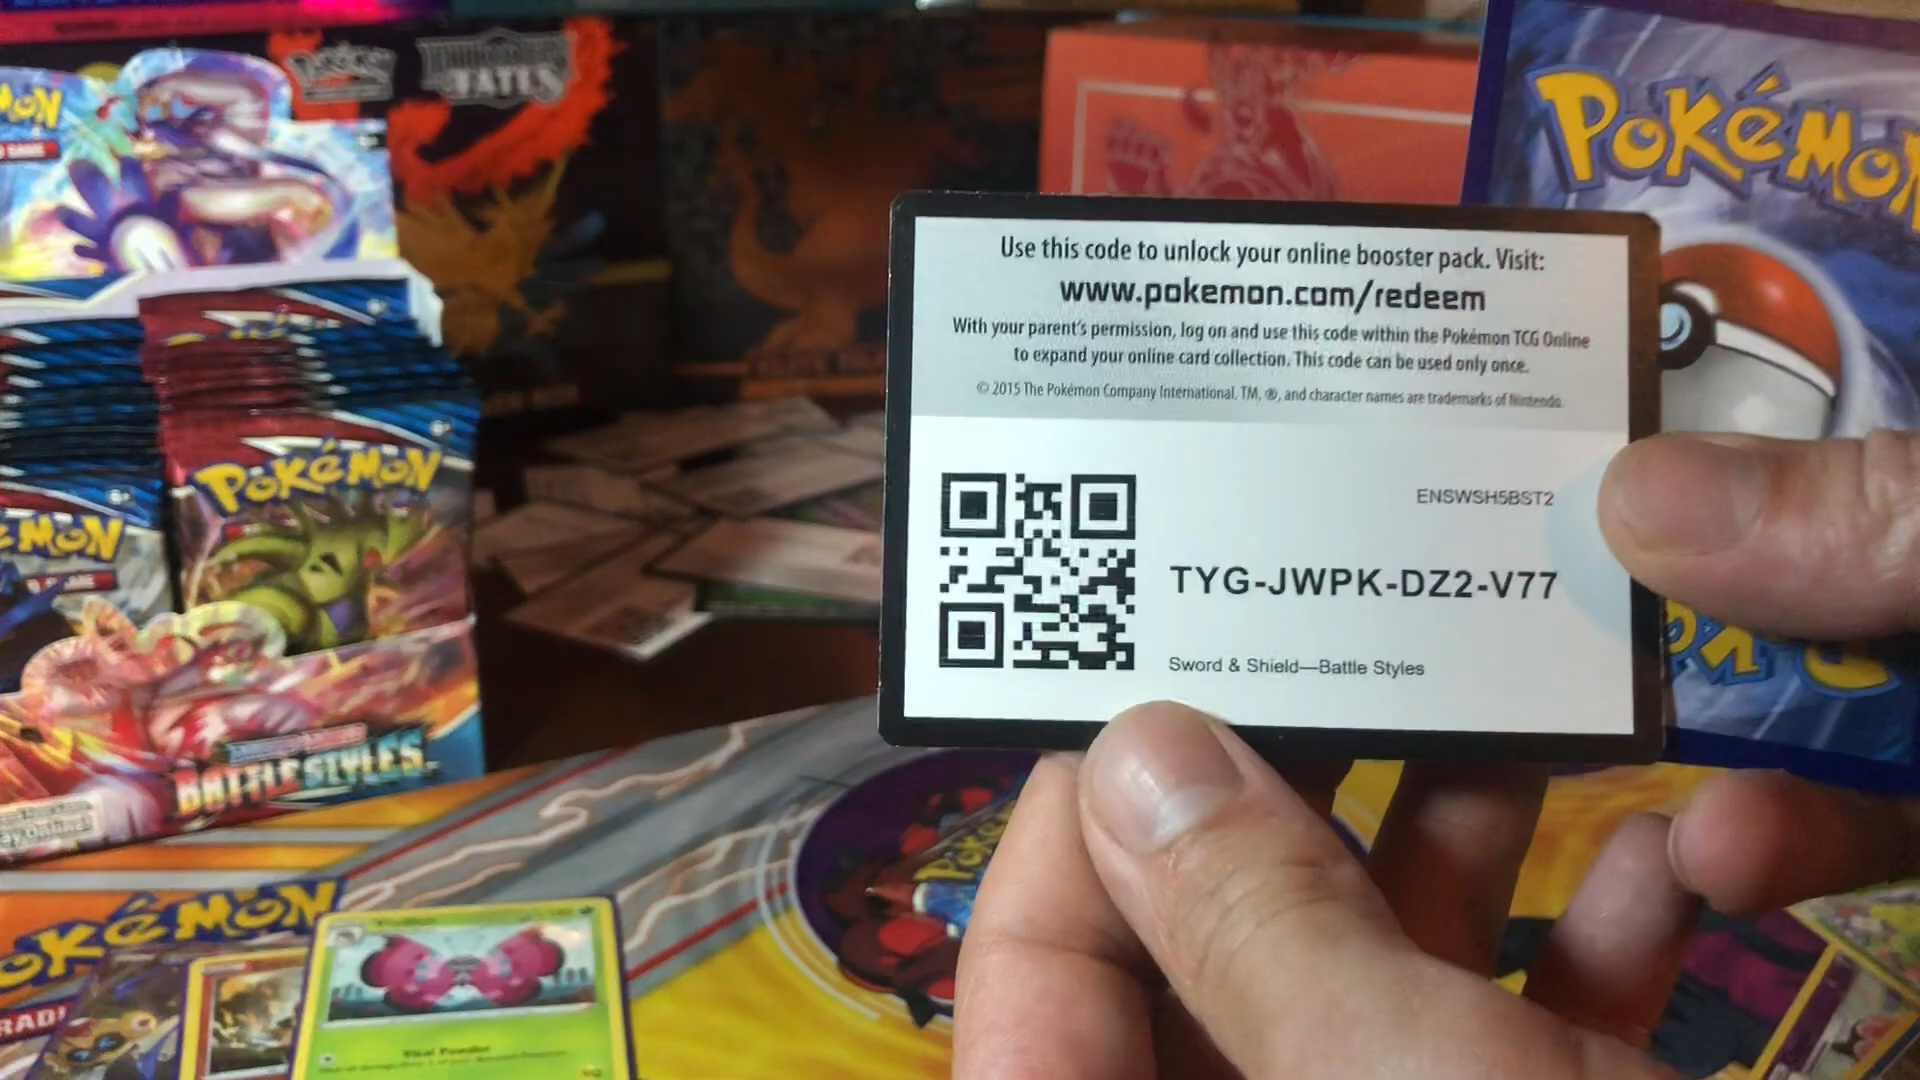 POKéMON
FATES
Use this code to unlock your online booster pack. Visit:
www.pokemon.com/redeem
With your parent's permission, log on and use this code within the Pokémon TCG Online
to expand your online card collection. This code can be used only once.
© 2015 The Pokémon Company International. TM, ®, and character names are trademarks of Nintendo.
ENSWSH5BST2
TYG-JWPK-DZ2-V77
Sword & Shield—Battle Styles
POKéMON
BATTLE STYLES
POKéMON
Vital Powder